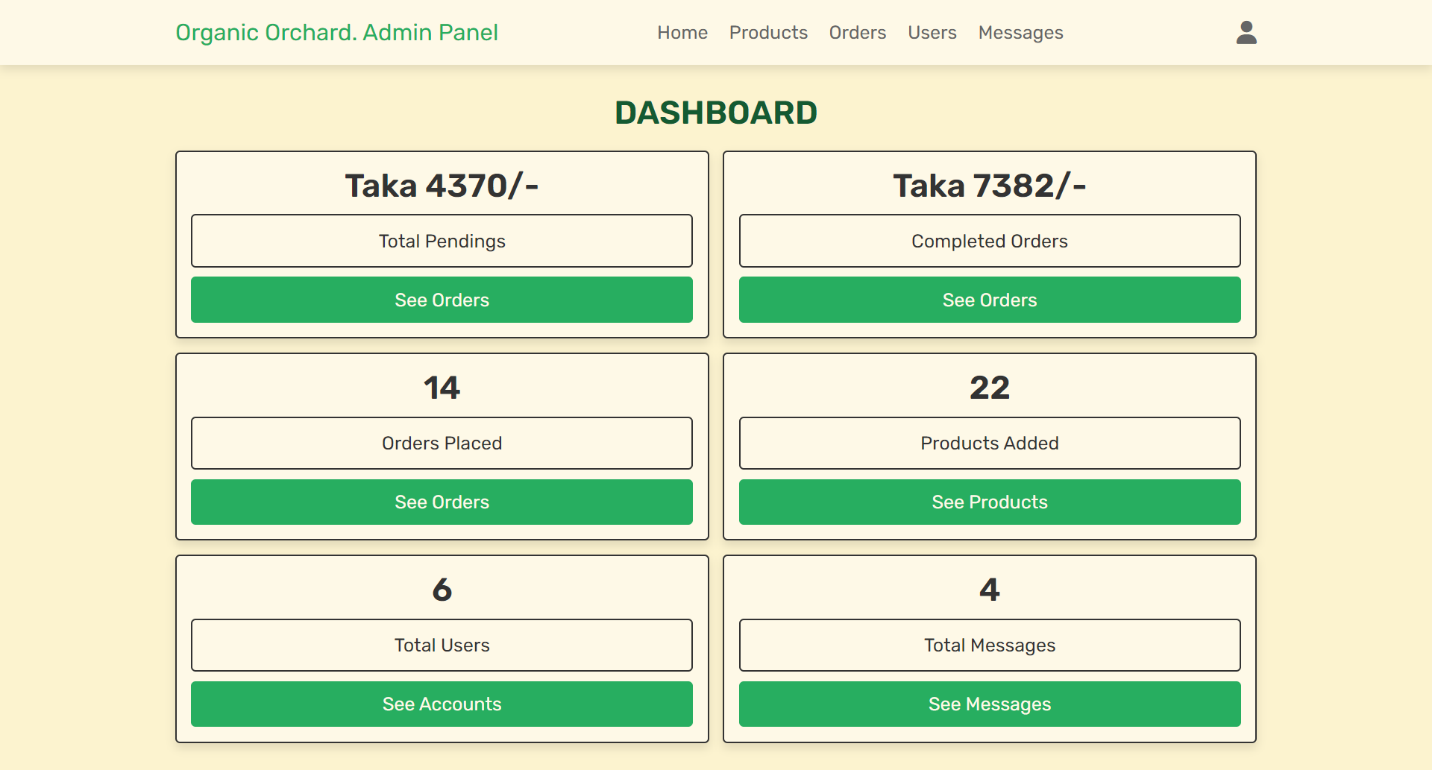 Organic Orchard. Admin Panel Home Products Orders Users Messages
DASHBOARD
Taka 4370/-
Total Pendings
See Orders
Taka 7382/-
Completed Orders
See Orders
14
Orders Placed
See Orders
22
Products Added
See Products
6
Total Users
See Accounts
4
Total Messages
See Messages